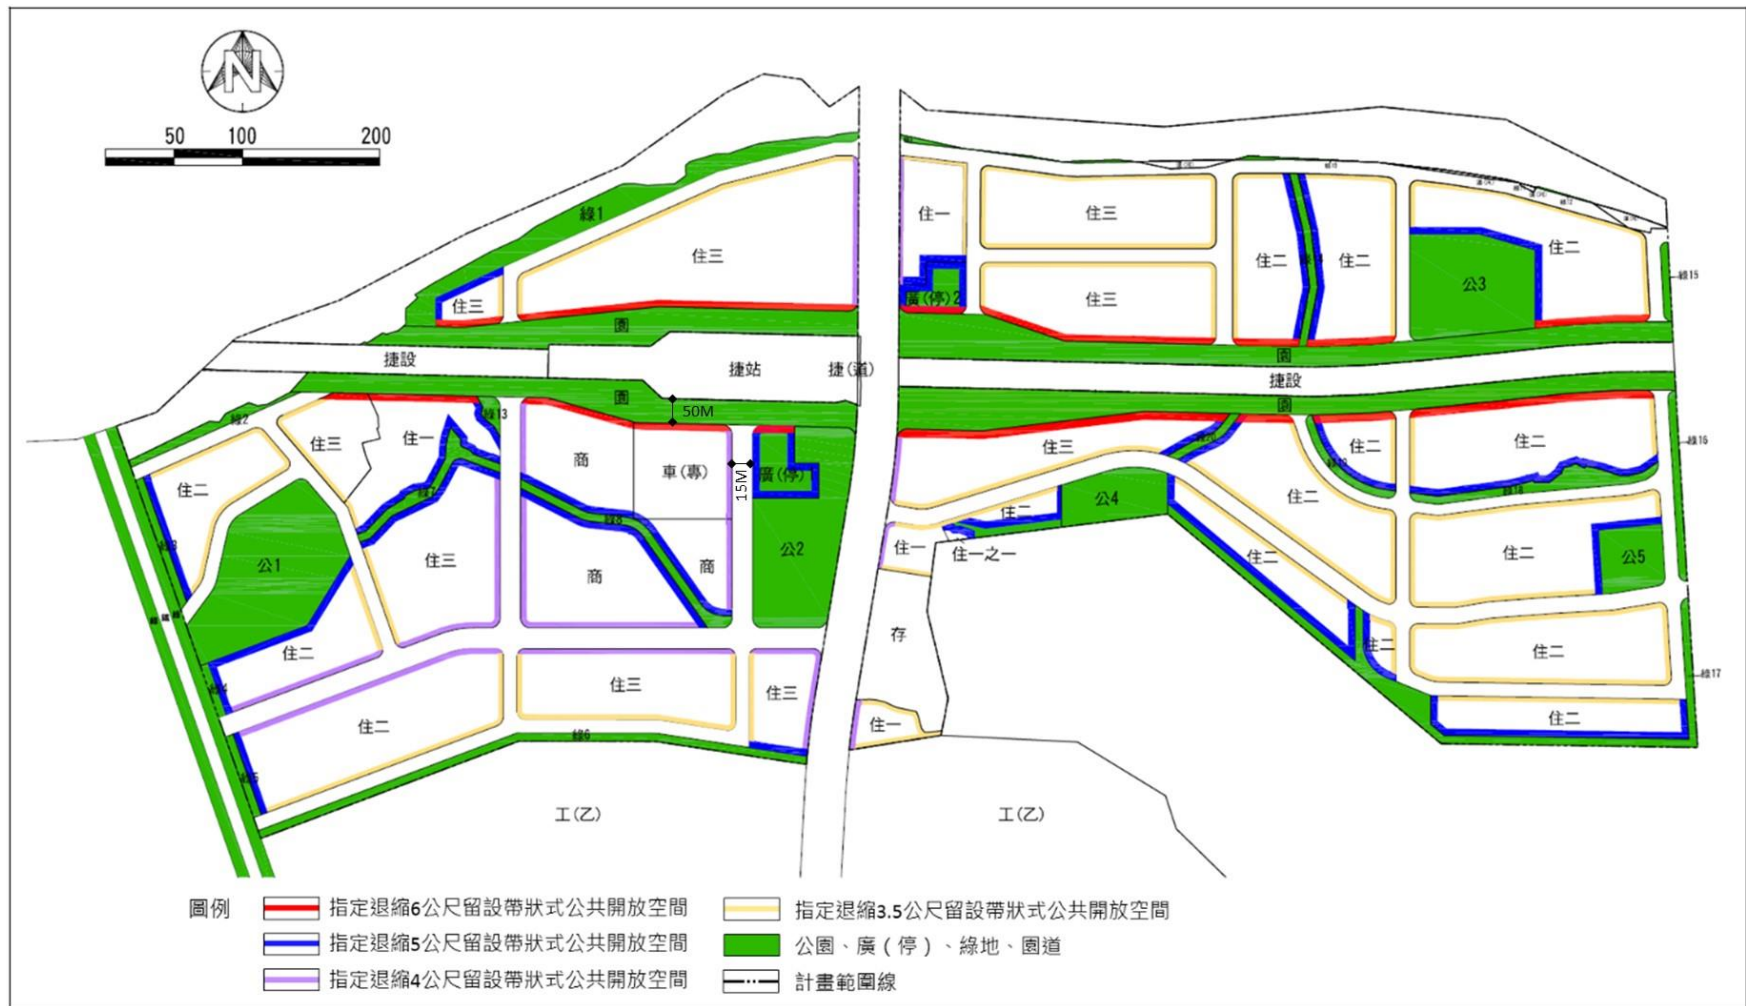 N
50 100 200
綠1
住三
住三
園
捷設
捷站
捷(道)
園
50M
綠2
綠13
住三
住一
商
車(專)
15M
廣(停)
住二
綠7
綠8
綠3
公1
住三
商
商
公2
住二
綠4
住三
住三
住二
綠5
綠6
住一
廣(停)2
住三
住三
住二
住二
公3
住二
綠15
園
捷設
園
住三
住二
住二
綠16
公4
住二
住二
住二
公5
住一
住一之一
住二
存
住二
住二
綠17
住一
住二
工(乙)
工(乙)
圖例
指定退縮6公尺留設帶狀式公共開放空間
指定退縮3.5公尺留設帶狀式公共開放空間
指定退縮5公尺留設帶狀式公共開放空間
公園、廣(停)、綠地、園道
指定退縮4公尺留設帶狀式公共開放空間
計畫範圍線